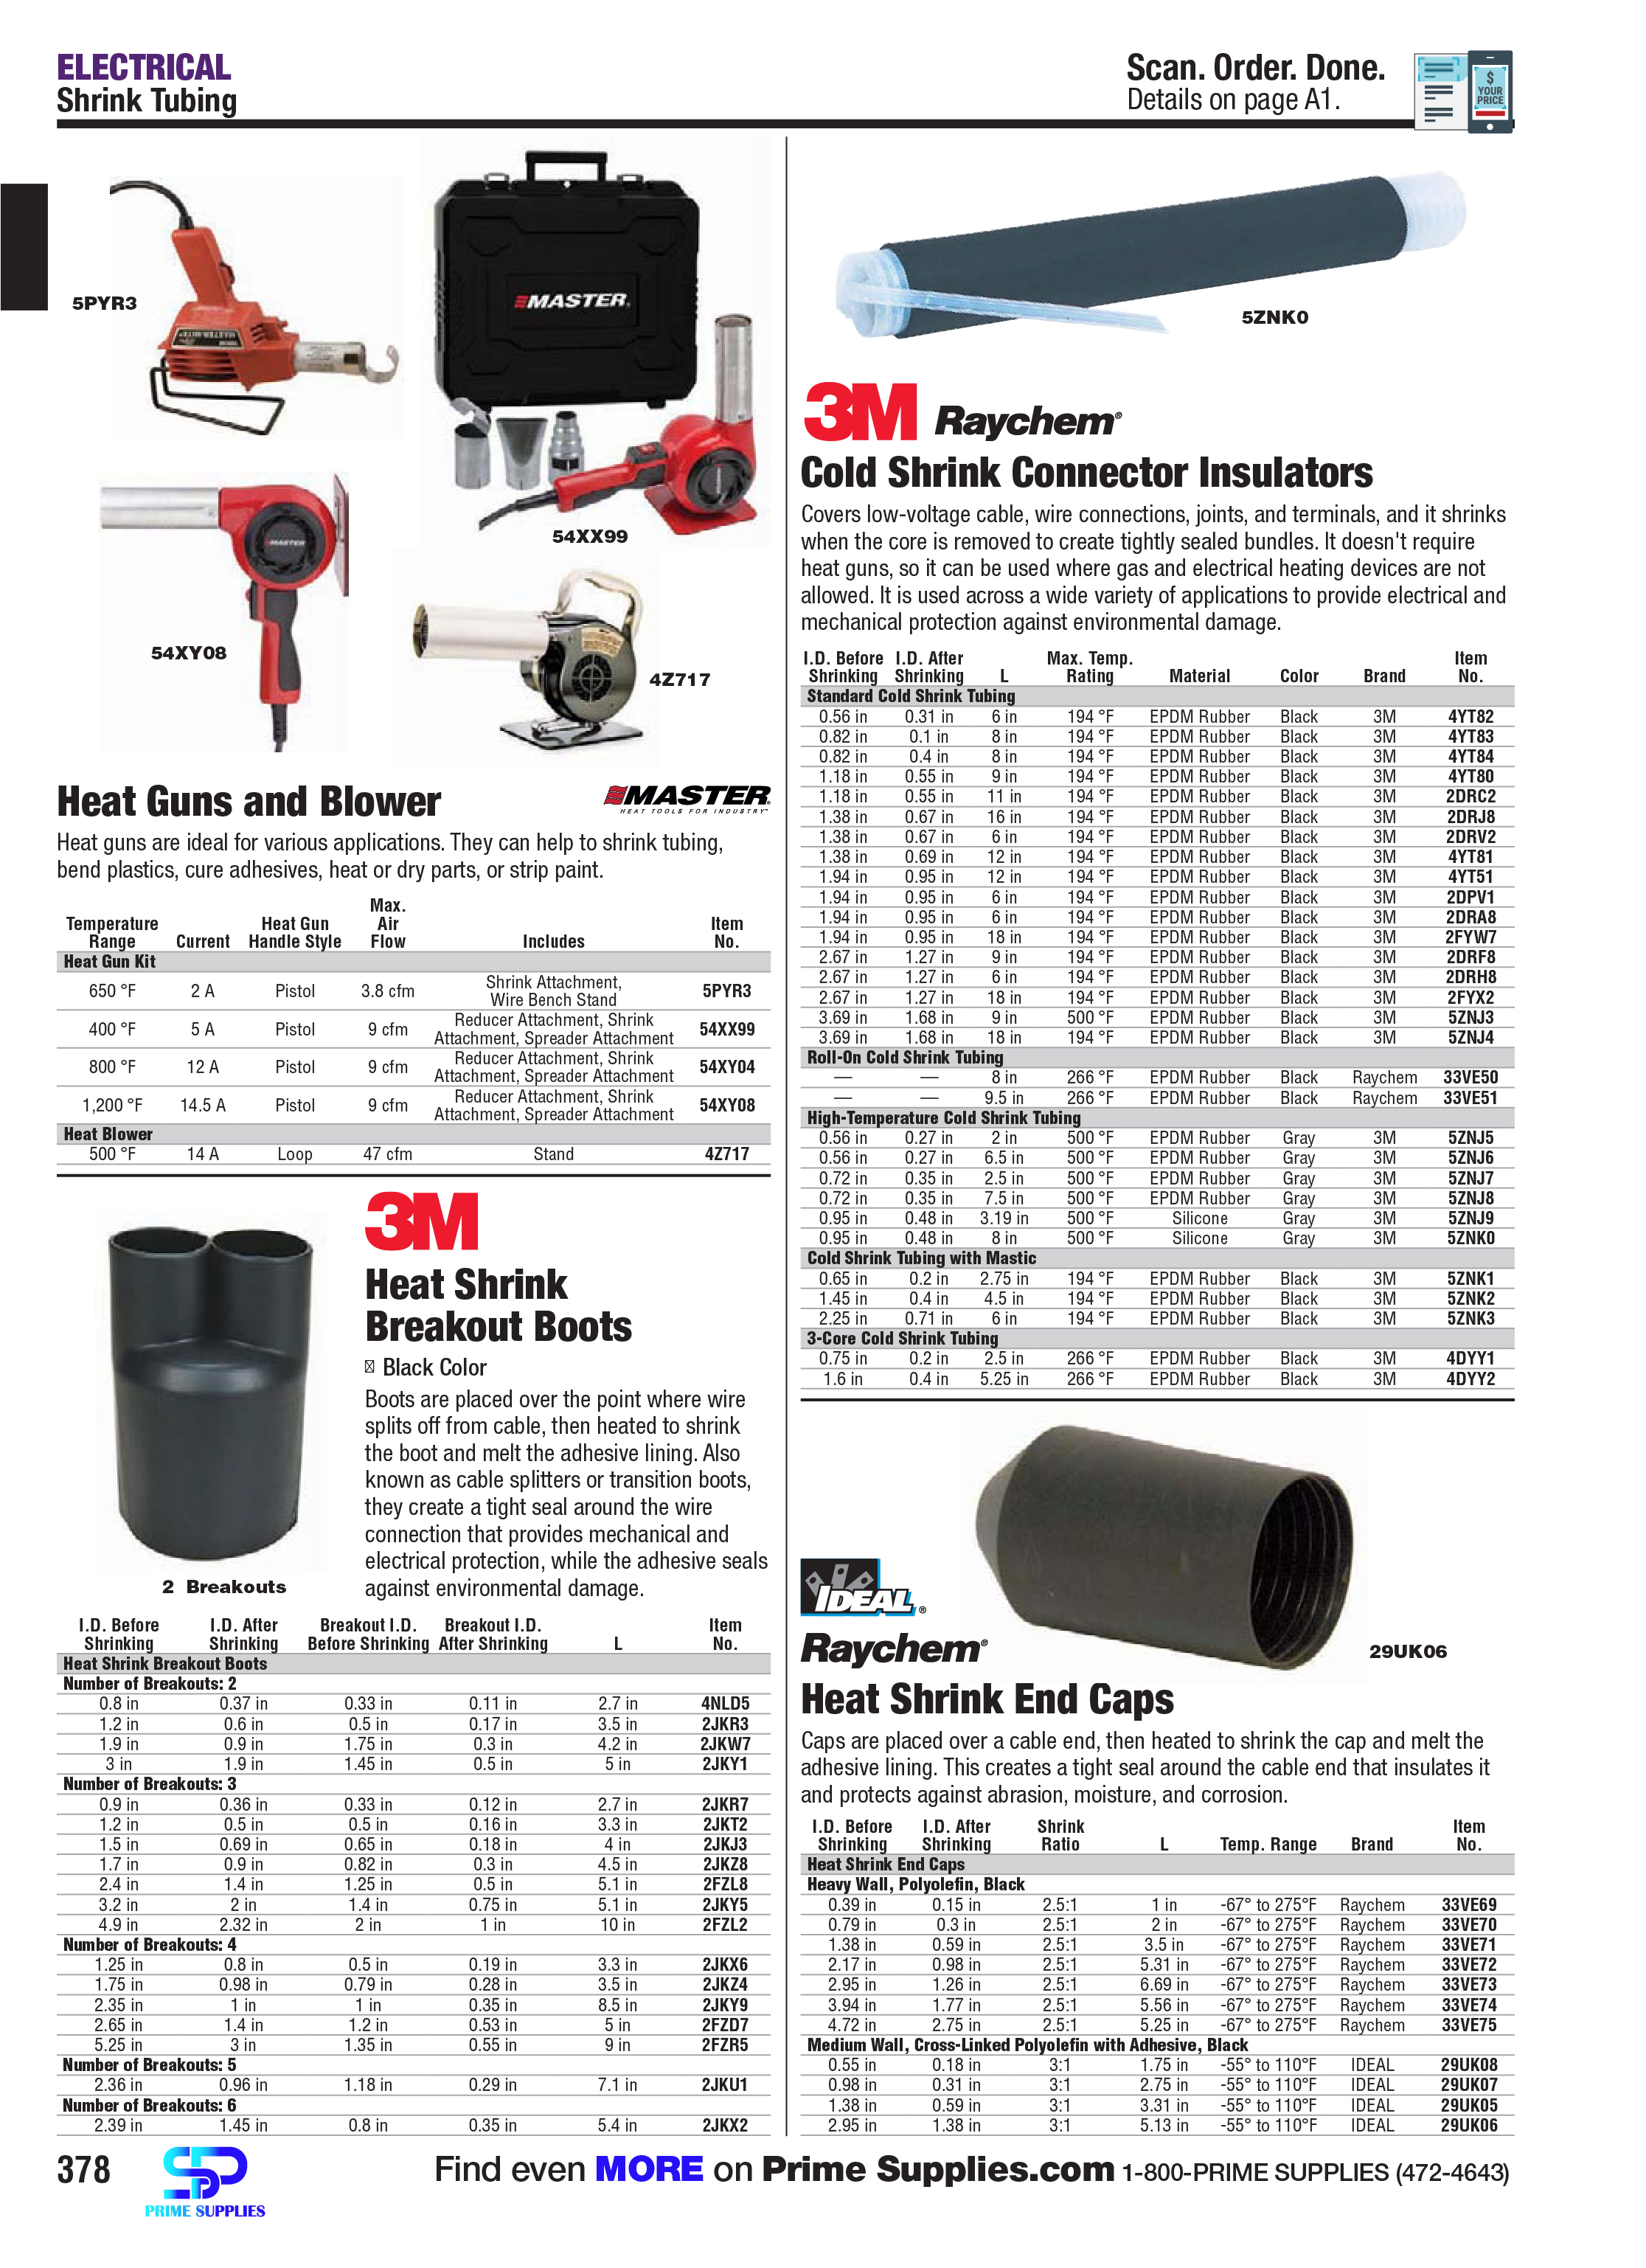 ELECTRICAL
Shrink Tubing
Scan. Order. Done.
Details on page A1.
$
YOUR
PRICE
5PYR3
MASTER
54XX99
MASTER
54XY08
4Z717
Heat Guns and Blower
MASTER
HEAT TOOLS FOR INDUSTRY
Heat guns are ideal for various applications. They can help to shrink tubing,
bend plastics, cure adhesives, heat or dry parts, or strip paint.
Temperature Range Current Heat Gun Handle Style Max. Air Flow Includes Item No.
Heat Gun Kit
650 °F 2 A Pistol 3.8 cfm Shrink Attachment, Wire Bench Stand 5PYR3
400 °F 5 A Pistol 9 cfm Reducer Attachment, Shrink Attachment, Spreader Attachment 54XX99
800 °F 12 A Pistol 9 cfm Reducer Attachment, Shrink Attachment, Spreader Attachment 54XY04
1,200 °F 14.5 A Pistol 9 cfm Reducer Attachment, Shrink Attachment, Spreader Attachment 54XY08
Heat Blower
500 °F 14 A Loop 47 cfm Stand 4Z717
3M
Heat Shrink
Breakout Boots
Black Color
Boots are placed over the point where wire
splits off from cable, then heated to shrink
the boot and melt the adhesive lining. Also
known as cable splitters or transition boots,
they create a tight seal around the wire
connection that provides mechanical and
electrical protection, while the adhesive seals
against environmental damage.
2 Breakouts
I.D. Before Shrinking I.D. After Shrinking Breakout I.D. Before Shrinking Breakout I.D. After Shrinking L Item No.
Heat Shrink Breakout Boots
Number of Breakouts: 2
0.8 in 0.37 in 0.33 in 0.11 in 2.7 in 4NLD5
1.2 in 0.6 in 0.5 in 0.17 in 3.5 in 2JKR3
1.9 in 0.9 in 1.75 in 0.3 in 4.2 in 2JKW7
3 in 1.9 in 1.45 in 0.5 in 5 in 2JKY1
Number of Breakouts: 3
0.9 in 0.36 in 0.33 in 0.12 in 2.7 in 2JKR7
1.2 in 0.5 in 0.5 in 0.16 in 3.3 in 2JKT2
1.5 in 0.69 in 0.65 in 0.18 in 4 in 2JKJ3
1.7 in 0.9 in 0.82 in 0.3 in 4.5 in 2JKZ8
2.4 in 1.4 in 1.25 in 0.5 in 5.1 in 2FZL8
3.2 in 2 in 1.4 in 0.75 in 5.1 in 2JKY5
4.9 in 2.32 in 2 in 1 in 10 in 2FZL2
Number of Breakouts: 4
1.25 in 0.8 in 0.5 in 0.19 in 3.3 in 2JKX6
1.75 in 0.98 in 0.79 in 0.28 in 3.5 in 2JKZ4
2.35 in 1 in 1 in 0.35 in 8.5 in 2JKY9
2.65 in 1.4 in 1.2 in 0.53 in 5 in 2FZD7
5.25 in 3 in 1.35 in 0.55 in 9 in 2FZR5
Number of Breakouts: 5
2.36 in 0.96 in 1.18 in 0.29 in 7.1 in 2JKU1
Number of Breakouts: 6
2.39 in 1.45 in 0.8 in 0.35 in 5.4 in 2JKX2
5ZNK0
3M Raychem®
Cold Shrink Connector Insulators
Covers low-voltage cable, wire connections, joints, and terminals, and it shrinks
when the core is removed to create tightly sealed bundles. It doesn't require
heat guns, so it can be used where gas and electrical heating devices are not
allowed. It is used across a wide variety of applications to provide electrical and
mechanical protection against environmental damage.
I.D. Before Shrinking I.D. After Shrinking L Max. Temp. Rating Material Color Brand Item No.
Standard Cold Shrink Tubing
0.56 in 0.31 in 6 in 194 °F EPDM Rubber Black 3M 4YT82
0.82 in 0.1 in 8 in 194 °F EPDM Rubber Black 3M 4YT83
0.82 in 0.4 in 8 in 194 °F EPDM Rubber Black 3M 4YT84
1.18 in 0.55 in 9 in 194 °F EPDM Rubber Black 3M 4YT80
1.18 in 0.55 in 11 in 194 °F EPDM Rubber Black 3M 2DRC2
1.38 in 0.67 in 16 in 194 °F EPDM Rubber Black 3M 2DRJ8
1.38 in 0.67 in 6 in 194 °F EPDM Rubber Black 3M 2DRV2
1.38 in 0.69 in 12 in 194 °F EPDM Rubber Black 3M 4YT81
1.94 in 0.95 in 12 in 194 °F EPDM Rubber Black 3M 4YT51
1.94 in 0.95 in 6 in 194 °F EPDM Rubber Black 3M 2DPV1
1.94 in 0.95 in 6 in 194 °F EPDM Rubber Black 3M 2DRA8
1.94 in 0.95 in 18 in 194 °F EPDM Rubber Black 3M 2FYW7
2.67 in 1.27 in 9 in 194 °F EPDM Rubber Black 3M 2DRF8
2.67 in 1.27 in 6 in 194 °F EPDM Rubber Black 3M 2DRH8
2.67 in 1.27 in 18 in 194 °F EPDM Rubber Black 3M 2FYX2
3.69 in 1.68 in 9 in 500 °F EPDM Rubber Black 3M 5ZNJ3
3.69 in 1.68 in 18 in 194 °F EPDM Rubber Black 3M 5ZNJ4
Roll-On Cold Shrink Tubing
— — 8 in 266 °F EPDM Rubber Black Raychem 33VE50
— — 9.5 in 266 °F EPDM Rubber Black Raychem 33VE51
High-Temperature Cold Shrink Tubing
0.56 in 0.27 in 2 in 500 °F EPDM Rubber Gray 3M 5ZNJ5
0.56 in 0.27 in 6.5 in 500 °F EPDM Rubber Gray 3M 5ZNJ6
0.72 in 0.35 in 2.5 in 500 °F EPDM Rubber Gray 3M 5ZNJ7
0.72 in 0.35 in 7.5 in 500 °F EPDM Rubber Gray 3M 5ZNJ8
0.95 in 0.48 in 3.19 in 500 °F Silicone Gray 3M 5ZNJ9
0.95 in 0.48 in 8 in 500 °F Silicone Gray 3M 5ZNK0
Cold Shrink Tubing with Mastic
0.65 in 0.2 in 2.75 in 194 °F EPDM Rubber Black 3M 5ZNK1
1.45 in 0.4 in 4.5 in 194 °F EPDM Rubber Black 3M 5ZNK2
2.25 in 0.71 in 6 in 194 °F EPDM Rubber Black 3M 5ZNK3
3-Core Cold Shrink Tubing
0.75 in 0.2 in 2.5 in 266 °F EPDM Rubber Black 3M 4DYY1
1.6 in 0.4 in 5.25 in 266 °F EPDM Rubber Black 3M 4DYY2
IDEAL®
Raychem®
29UK06
Heat Shrink End Caps
Caps are placed over a cable end, then heated to shrink the cap and melt the
adhesive lining. This creates a tight seal around the cable end that insulates it
and protects against abrasion, moisture, and corrosion.
I.D. Before Shrinking I.D. After Shrinking Shrink Ratio L Temp. Range Brand Item No.
Heat Shrink End Caps
Heavy Wall, Polyolefin, Black
0.39 in 0.15 in 2.5:1 1 in -67° to 275°F Raychem 33VE69
0.79 in 0.3 in 2.5:1 2 in -67° to 275°F Raychem 33VE70
1.38 in 0.59 in 2.5:1 3.5 in -67° to 275°F Raychem 33VE71
2.17 in 0.98 in 2.5:1 5.31 in -67° to 275°F Raychem 33VE72
2.95 in 1.26 in 2.5:1 6.69 in -67° to 275°F Raychem 33VE73
3.94 in 1.77 in 2.5:1 5.56 in -67° to 275°F Raychem 33VE74
4.72 in 2.75 in 2.5:1 5.25 in -67° to 275°F Raychem 33VE75
Medium Wall, Cross-Linked Polyolefin with Adhesive, Black
0.55 in 0.18 in 3:1 1.75 in -55° to 110°F IDEAL 29UK08
0.98 in 0.31 in 3:1 2.75 in -55° to 110°F IDEAL 29UK07
1.38 in 0.59 in 3:1 3.31 in -55° to 110°F IDEAL 29UK05
2.95 in 1.38 in 3:1 5.13 in -55° to 110°F IDEAL 29UK06
378
PRIME SUPPLIES
Find even MORE on Prime Supplies.com 1-800-PRIME SUPPLIES (472-4643)